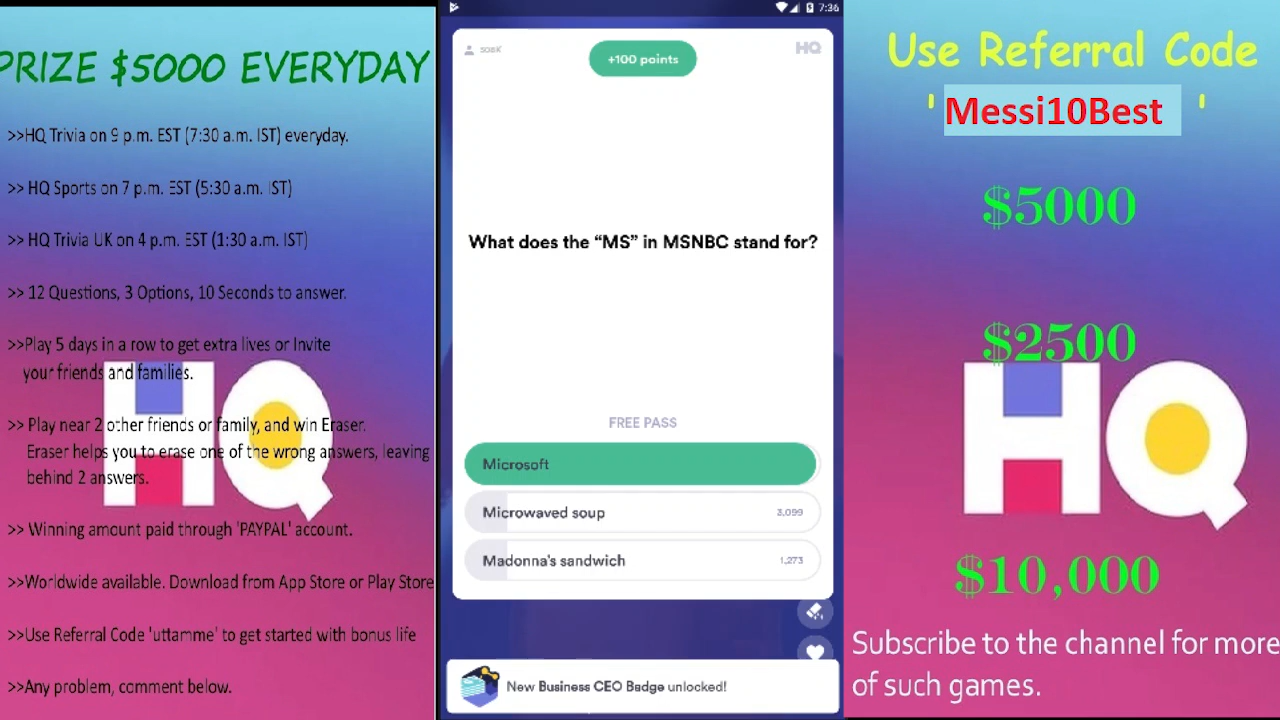 PRIZE $5000 EVERYDAY
>>HQ Trivia on 9 p.m. EST (7:30 a.m. IST) everyday.
>> HQ Sports on 7 p.m. EST (5:30 a.m. IST)
>> HQ Trivia UK on 4 p.m. EST (1:30 a.m. IST)
>> 12 Questions, 3 Options, 10 Seconds to answer.
>>Play 5 days in a row to get extra lives or Invite
your friends and families.
>> Play near 2 other friends or family, and win Eraser.
Eraser helps you to erase one of the wrong answers, leaving
behind 2 answers.
>> Winning amount paid through 'PAYPAL' account.
>>Worldwide available. Download from App Store or Play Store
>>Use Referral Code 'uttamme' to get started with bonus life
>>Any problem, comment below.
HQ
7:36
+100 points
HQ
What does the “MS” in MSNBC stand for?
FREE PASS
Microsoft
Microwaved soup 3,099
Madonna's sandwich 1,273
New Business CEO Badge unlocked!
Use Referral Code
' Messi10Best '
$5000
$2500
HQ
$10,000
Subscribe to the channel for more
of such games.